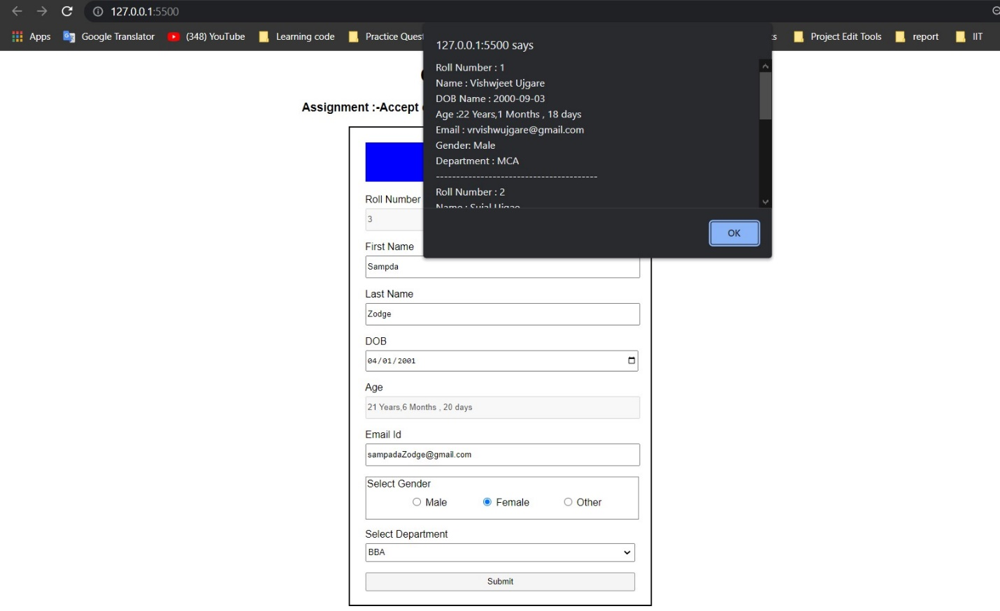 127.0.0.1:5500
Apps Google Translator (348) YouTube Learning code Practice Project Edit Tools report IIT
127.0.0.1:5500 says
Roll Number : 1
Name : Vishwjeet Ujgare
DOB Name : 2000-09-03
Age :22 Years,1 Months , 18 days
Email : vrvishwujgare@gmail.com
Gender: Male
Department : MCA
----------------------------------------
Roll Number : 2
Name : Sujal
OK
Assignment :-Accept
Roll Number
3
First Name
Sampda
Last Name
Zodge
DOB
04/01/2001
Age
21 Years,6 Months , 20 days
Email Id
sampadaZodge@gmail.com
Select Gender
Male Female Other
Select Department
BBA
Submit